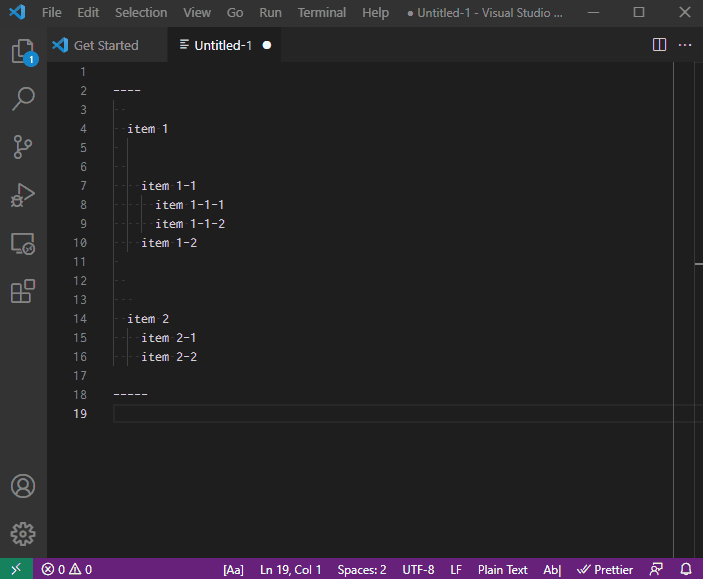 File Edit Selection View Go Run Terminal Help ● Untitled-1 - Visual Studio ...
1 Get Started Untitled-1 ●
1
2 ----
3
4 item 1
5
6
7 item 1-1
8 item 1-1-1
9 item 1-1-2
10 item 1-2
11
12
13
14 item 2
15 item 2-1
16 item 2-2
17
18 -----
19
0 0 [Aa] Ln 19, Col 1 Spaces: 2 UTF-8 LF Plain Text Ab| Prettier